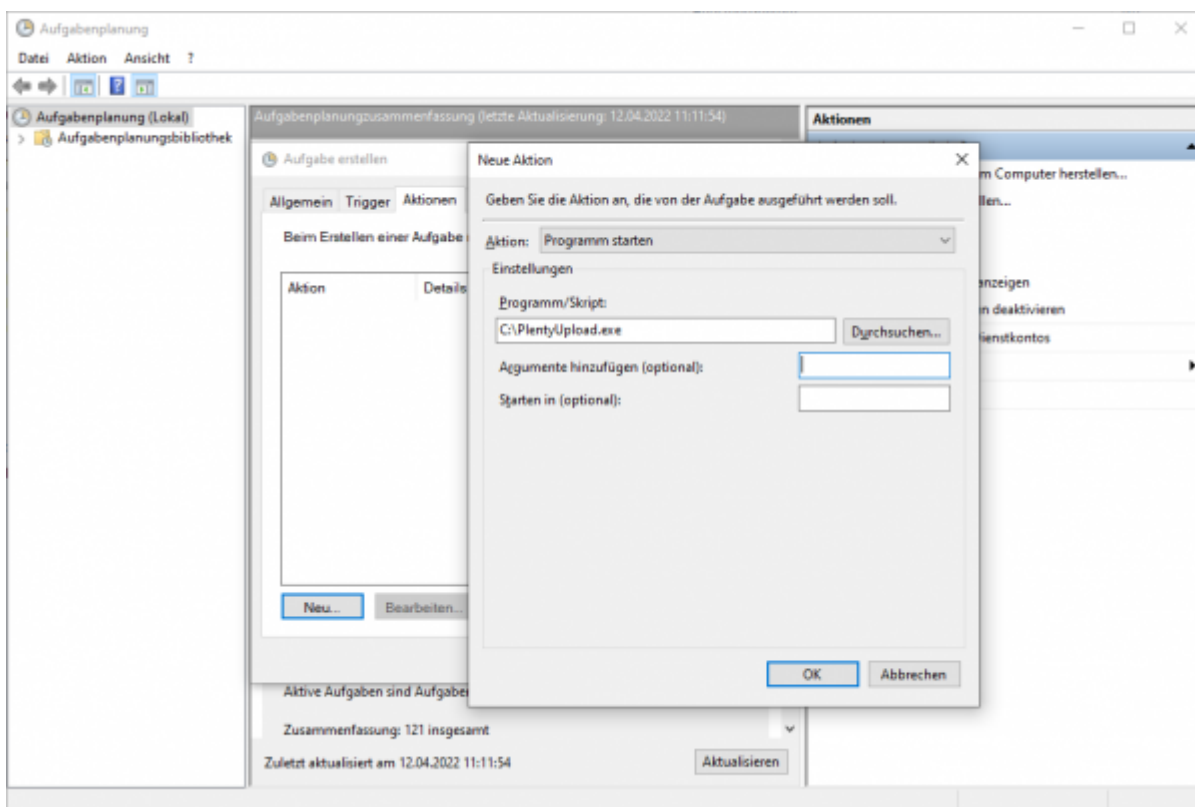 Aufgabenplanung
Datei Aktion Ansicht ?
Aufgabenplanung (Lokal)
Aufgabenplanungsbibliothek
Aufgabenplanungzusammenfassung (letzte Aktualisierung: 12.04.2022 11:11:54)
Aufgabe erstellen
Allgemein Trigger Aktionen
Beim Erstellen einer Aufgabe
Aktion Details
Neu... Bearbeiten...
Aktive Aufgaben sind Aufgabe
Zusammenfassung: 121 insgesamt
Zuletzt aktualisiert am 12.04.2022 11:11:54
Aktualisieren
Neue Aktion
Geben Sie die Aktion an, die von der Aufgabe ausgeführt werden soll.
Aktion: Programm starten
Einstellungen
Programm/Skript:
C:\PlentyUpload.exe Durchsuchen...
Argumente hinzufügen (optional):
Starten in (optional):
OK Abbrechen
Aktionen
m Computer herstellen...
llen...
anzeigen
n deaktivieren
ienstkontos